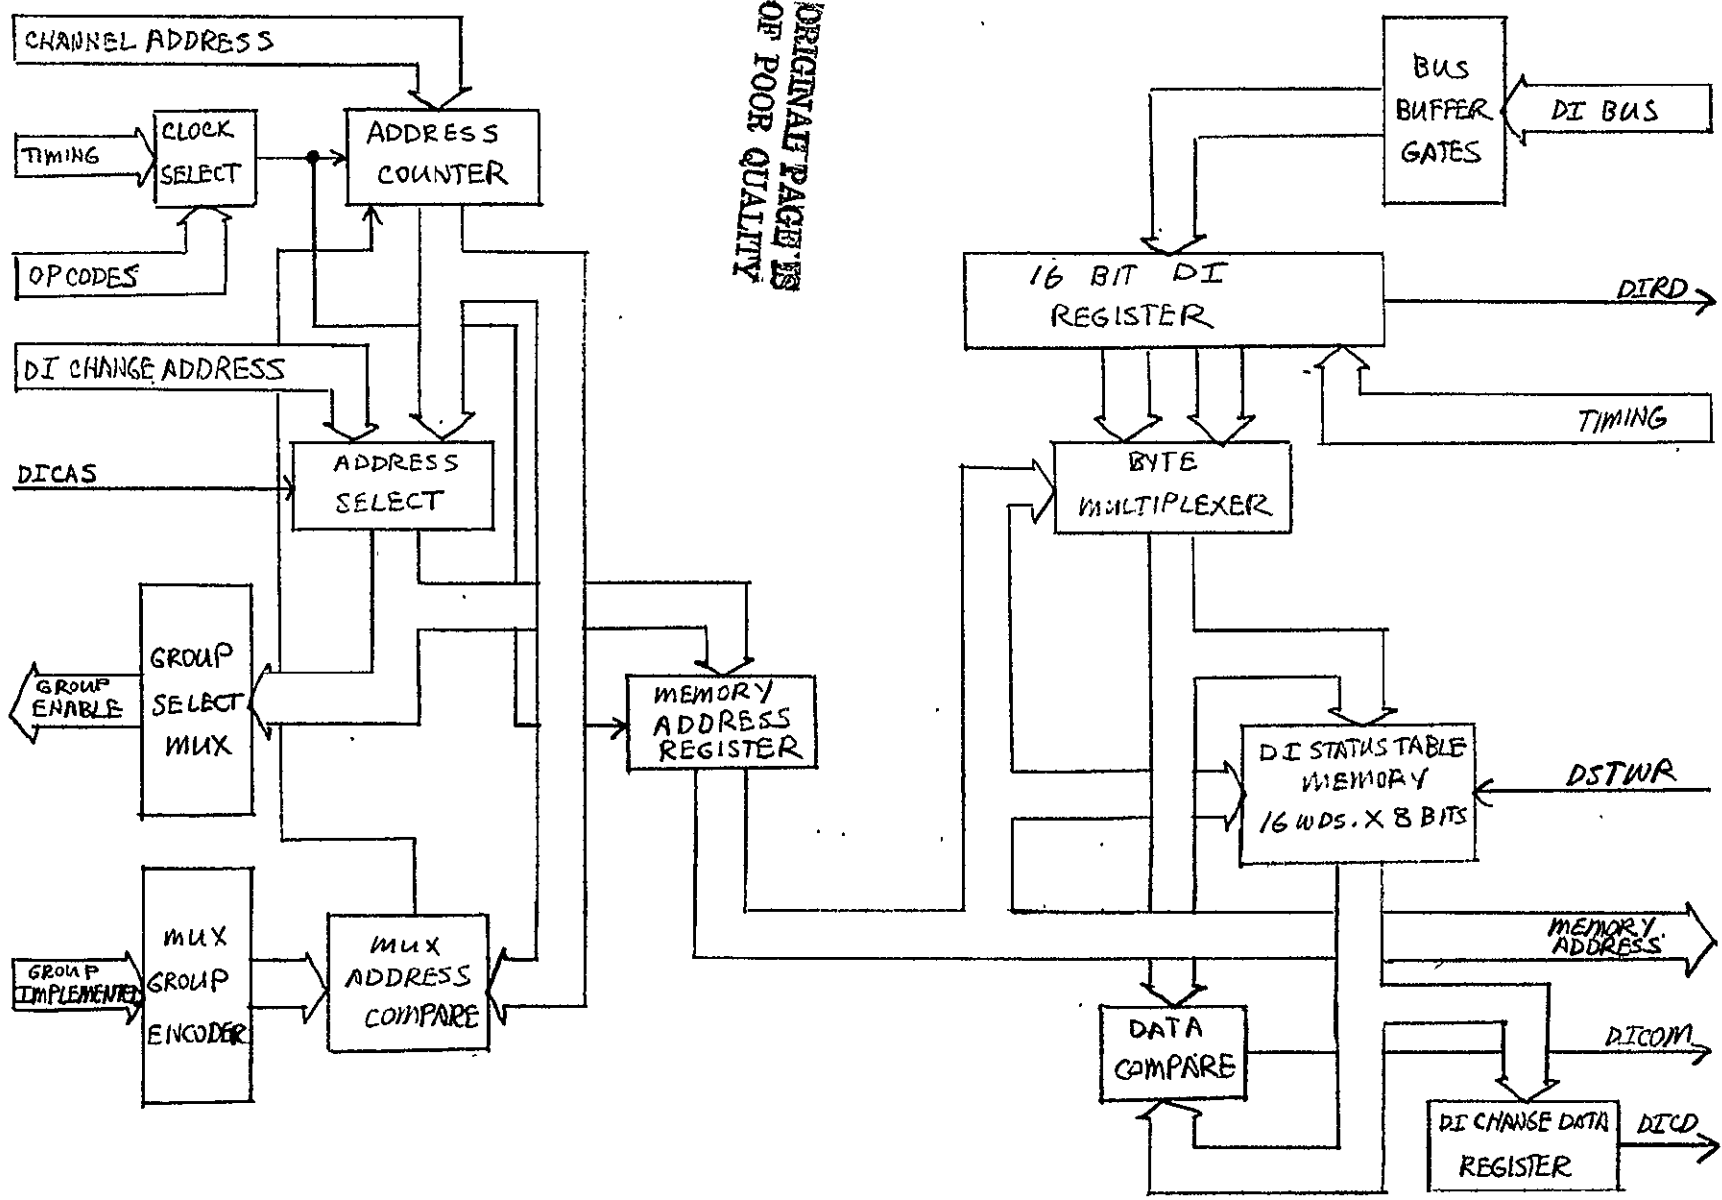 CHANNEL ADDRESS
TIMING
CLOCK
SELECT
ADDRESS
COUNTER
OP CODES
DI CHANGE ADDRESS
DICAS
ADDRESS
SELECT
GROUP
ENABLE
GROUP
SELECT
MUX
MEMORY
ADDRESS
REGISTER
GROUP
IMPLEMENTED
MUX
GROUP
ENCODER
MUX
ADDRESS
COMPARE
ORIGINAL PAGE IS
OF POOR QUALITY
BUS
BUFFER
GATES
DI BUS
16 BIT DI
REGISTER
DIRD
TIMING
BYTE
MULTIPLEXER
DI STATUS TABLE
MEMORY
16 WDS. X 8 BITS
DSTWR
MEMORY
ADDRESS
DATA
COMPARE
DICOM
DI CHANGE DATA
REGISTER
DICD